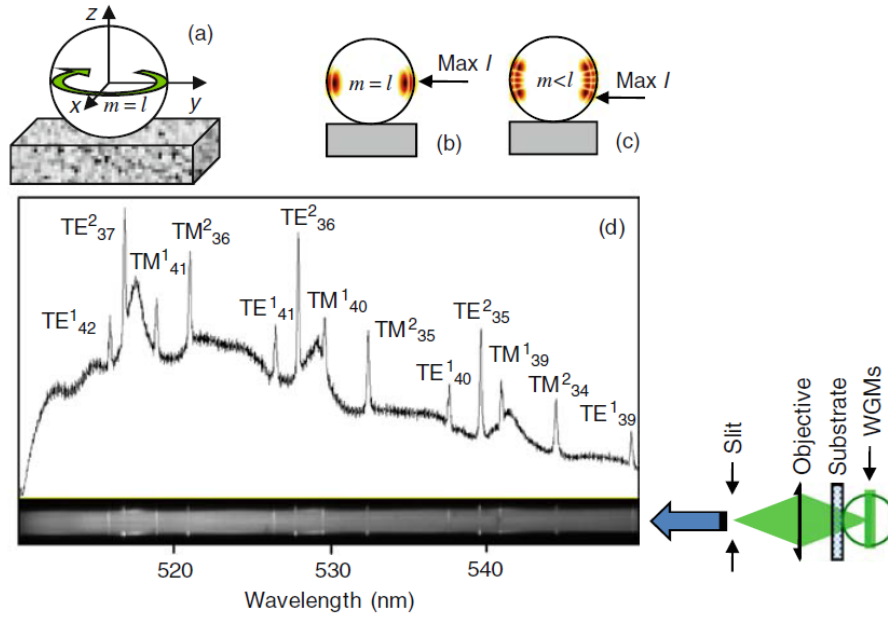 z
(a)
x
m = l
y
m = l
Max I
(b)
m < l
Max I
(c)
(d)
TE²₃₇
TM¹₄₁
TM²₃₆
TE²₃₆
TE¹₄₂
TE¹₄₁
TM¹₄₀
TM²₃₅
TE²₃₅
TE¹₄₀
TM¹₃₉
TM²₃₄
TE¹₃₉
520
530
540
Wavelength (nm)
Slit
Objective
Substrate
WGMs